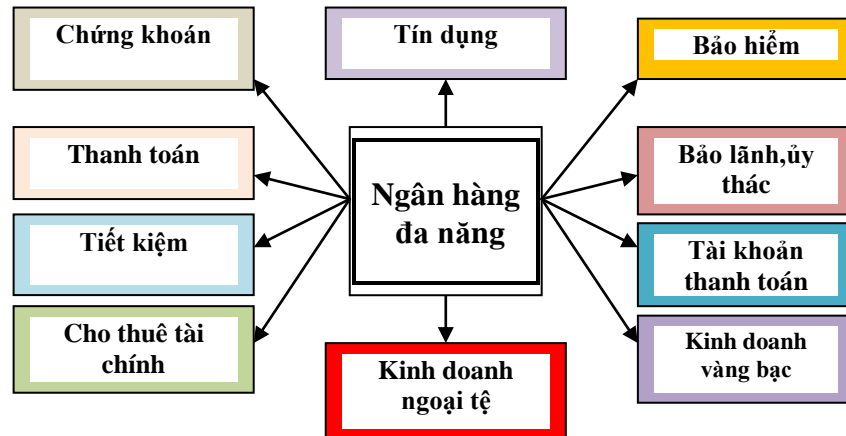 Chứng khoán
Tín dụng
Bảo hiểm
Thanh toán
Bảo lãnh,ủy
thác
Ngân hàng
đa năng
Tiết kiệm
Tài khoản
thanh toán
Cho thuê tài
chính
Kinh doanh
ngoại tệ
Kinh doanh
vàng bạc